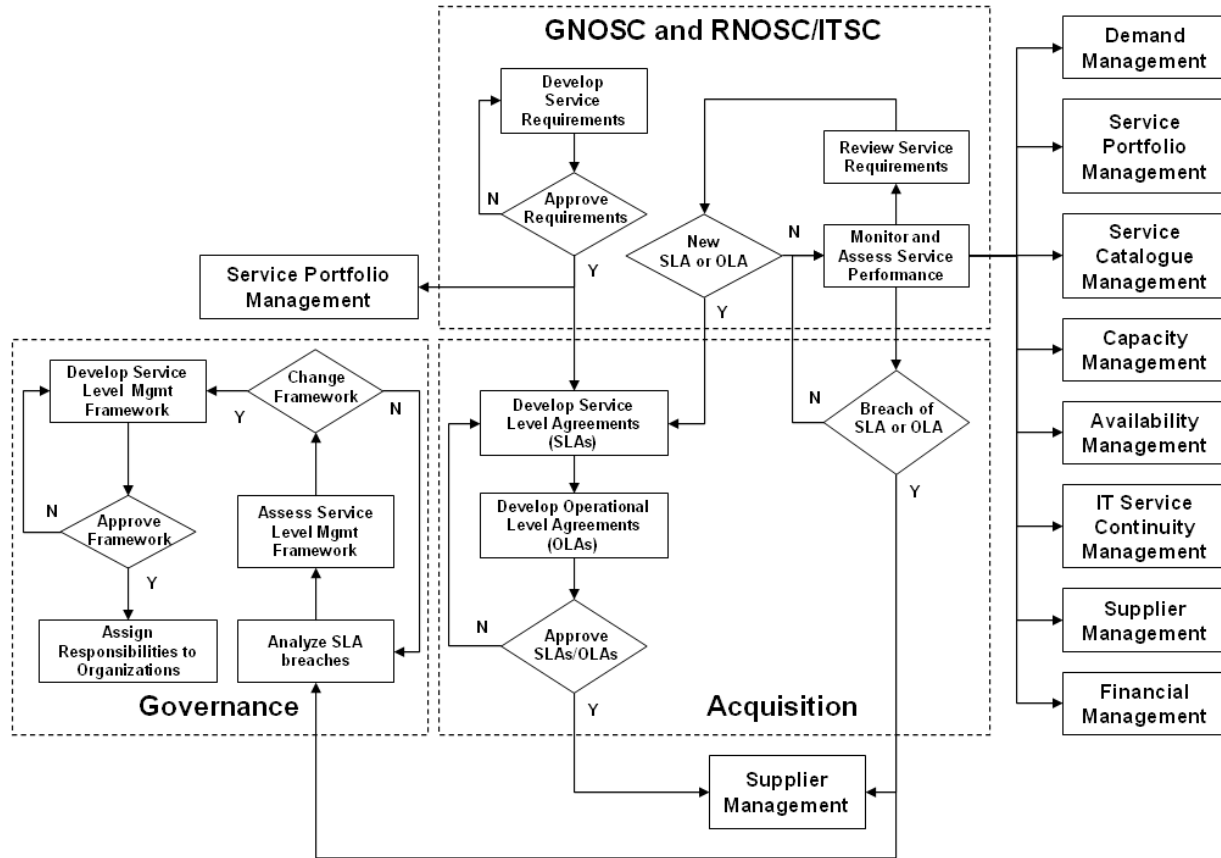 GNOSC and RNOSC/ITSC
Develop
Service
Requirements
N
Approve
Requirements
Y
Review Service
Requirements
New
SLA or OLA
N
Y
Monitor and
Assess Service
Performance
Service Portfolio
Management
Develop Service
Level Mgmt
Framework
Y
Change
Framework
N
N
Approve
Framework
Y
Assess Service
Level Mgmt
Framework
Assign
Responsibilities to
Organizations
Analyze SLA
breaches
Governance
Develop Service
Level Agreements
(SLAs)
Develop Operational
Level Agreements
(OLAs)
N
Approve
SLAs/OLAs
Y
N
Breach of
SLA or OLA
Y
Acquisition
Supplier
Management
Demand
Management
Service
Portfolio
Management
Service
Catalogue
Management
Capacity
Management
Availability
Management
IT Service
Continuity
Management
Supplier
Management
Financial
Management